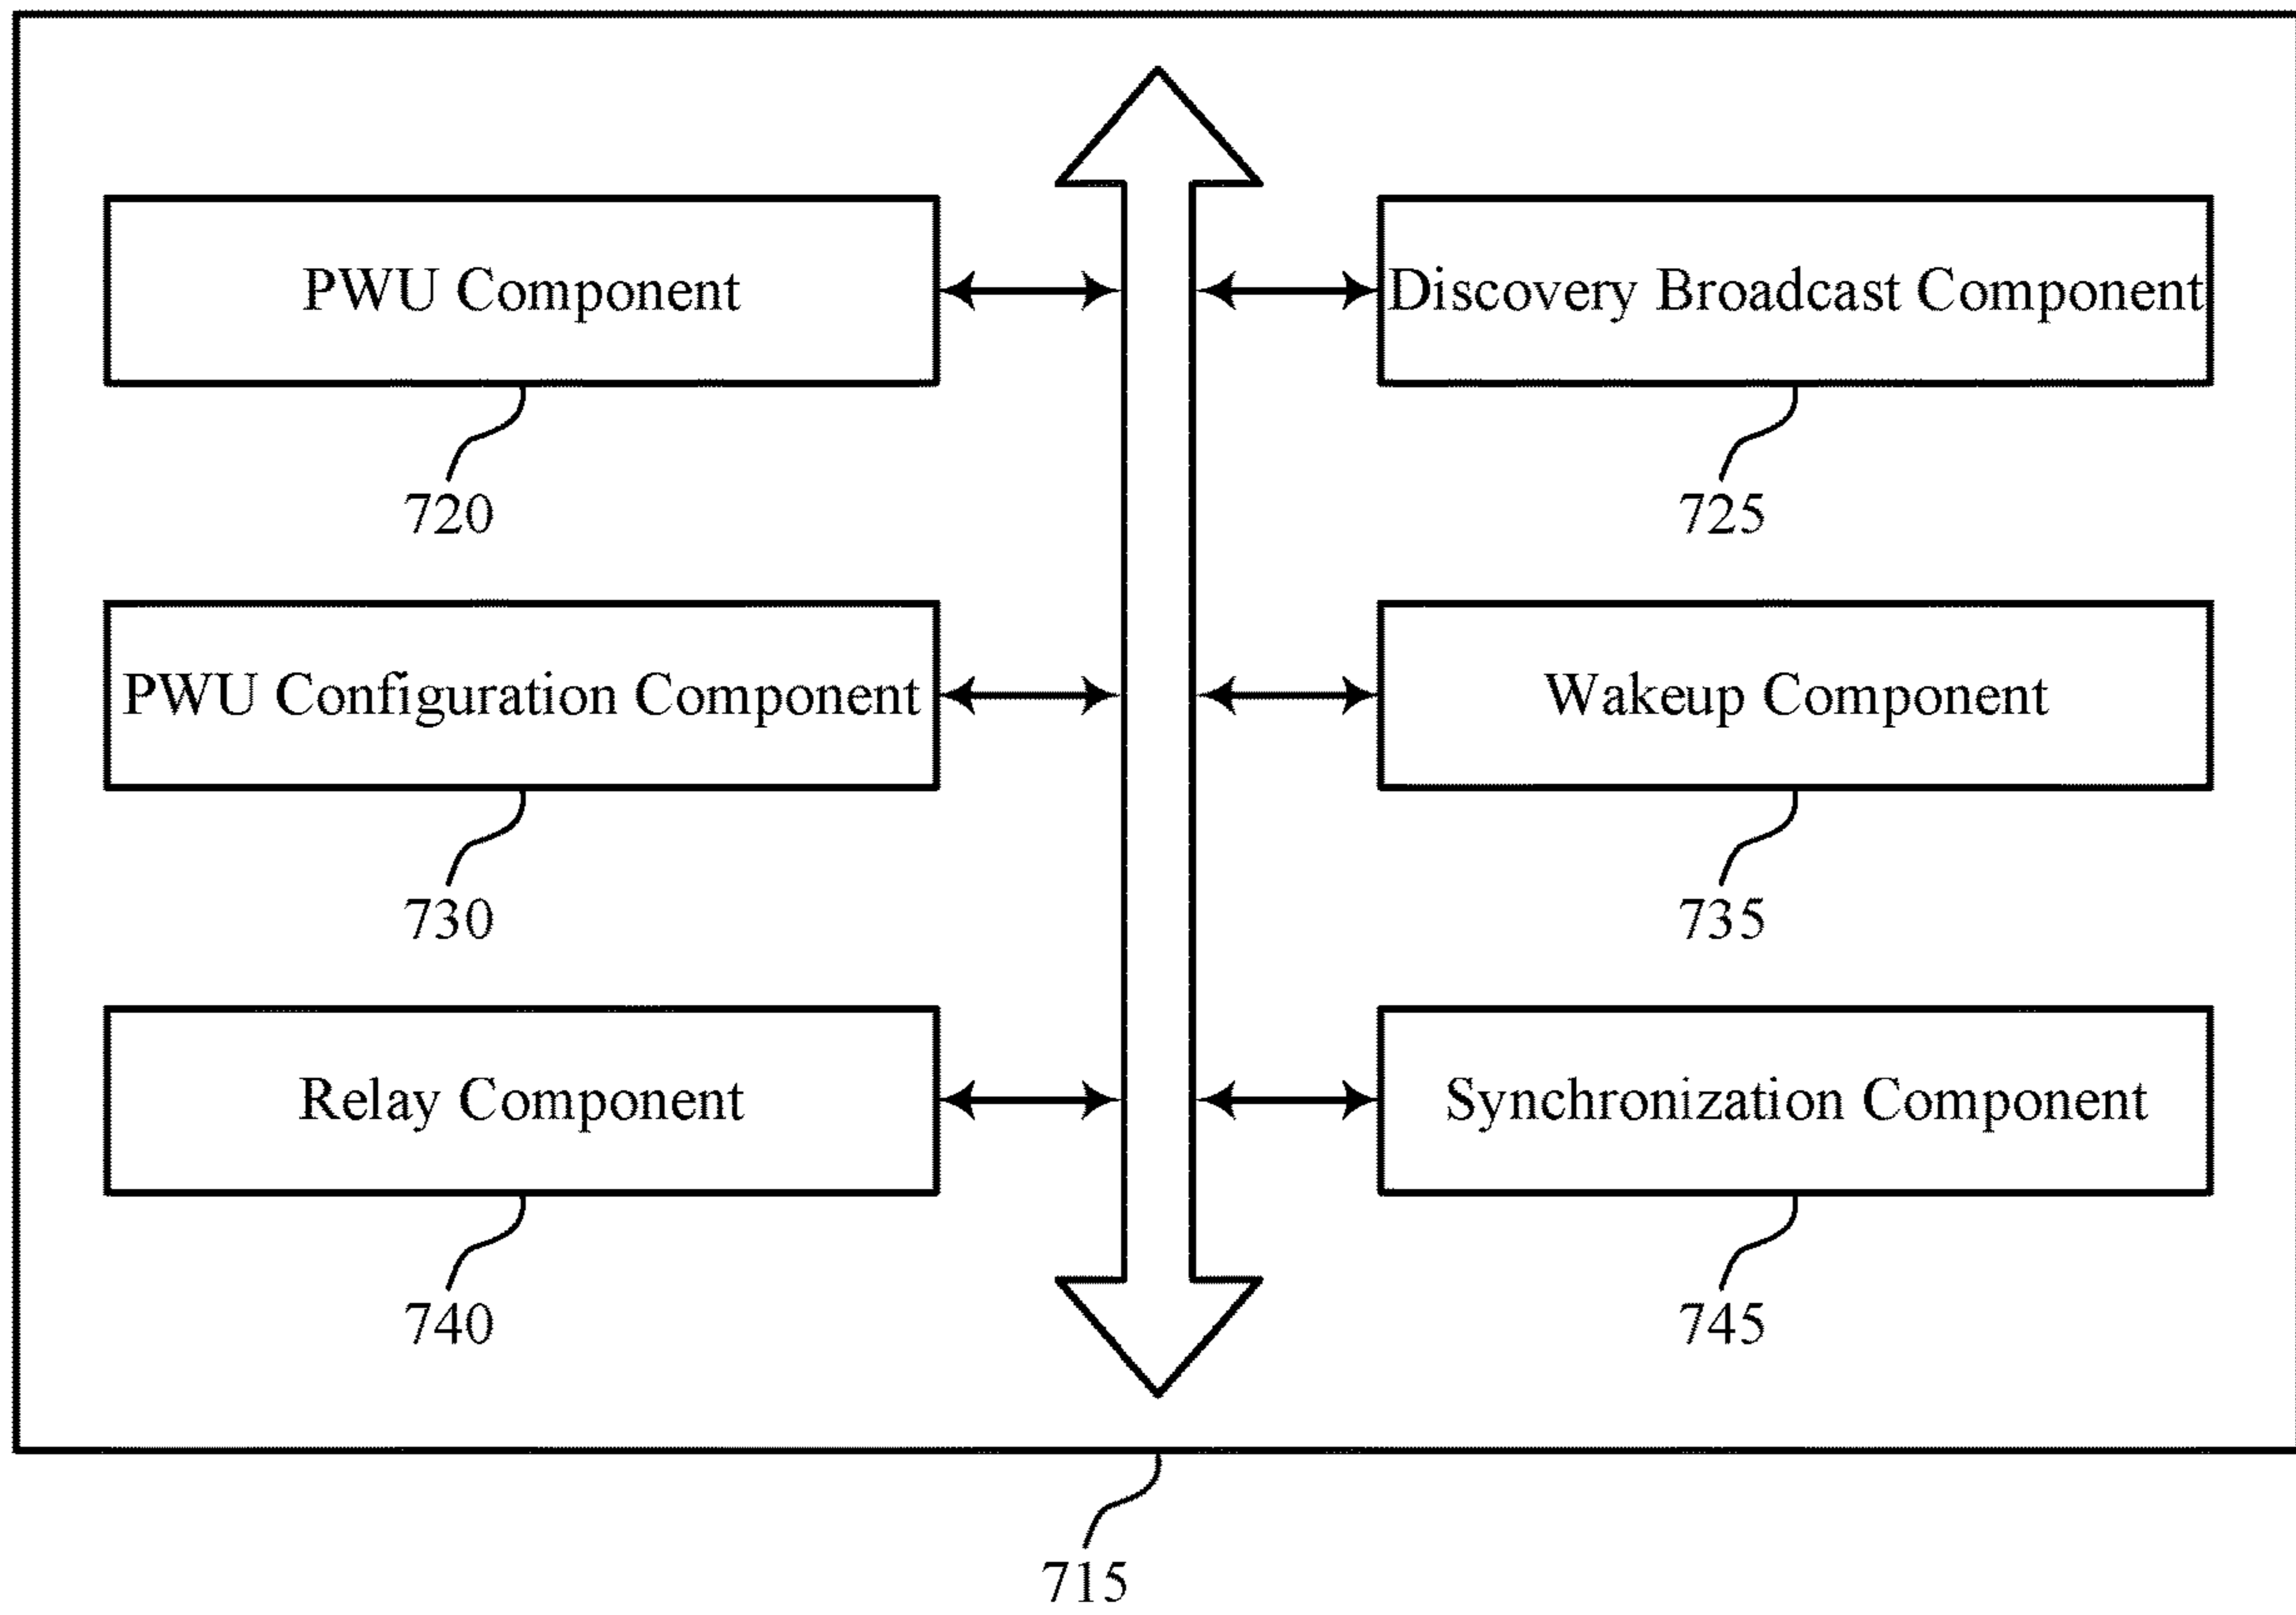 PWU Component
Discovery Broadcast Component
720
725
PWU Configuration Component
Wakeup Component
730
735
Relay Component
Synchronization Component
740
745
715